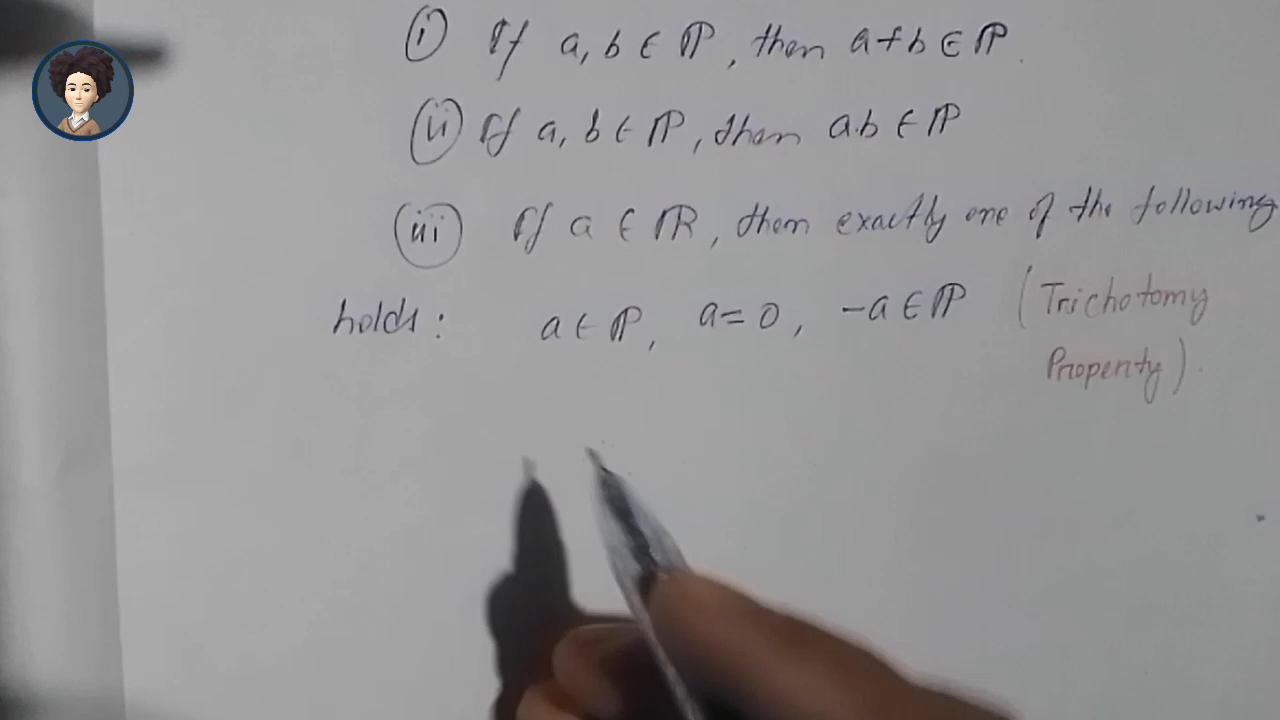 (i) If a, b ∈ ℙ, then a+b ∈ ℙ.
(ii) If a, b ∈ ℙ, then a.b ∈ ℙ
(iii) If a ∈ ℝ, then exactly one of the following
holds: a ∈ ℙ, a=0, -a ∈ ℙ (Trichotomy
Property).